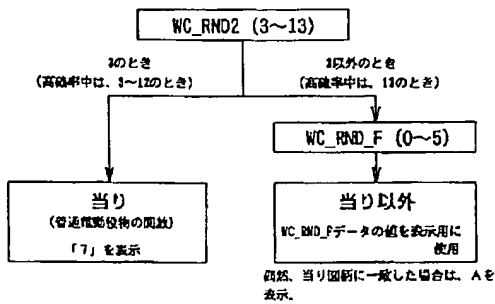 WC_RND2 (3〜13)
3のとき
(高確率中は、3〜12のとき)
3以外のとき
(高確率中は、13のとき)
WC_RND_F (0〜5)
当り
(普通電動役物の開放)
「7」を表示
当り以外
WC_RND_Fデータの値を表示用に
使用
偶然、当り図柄に一致した場合は、Aを
表示。